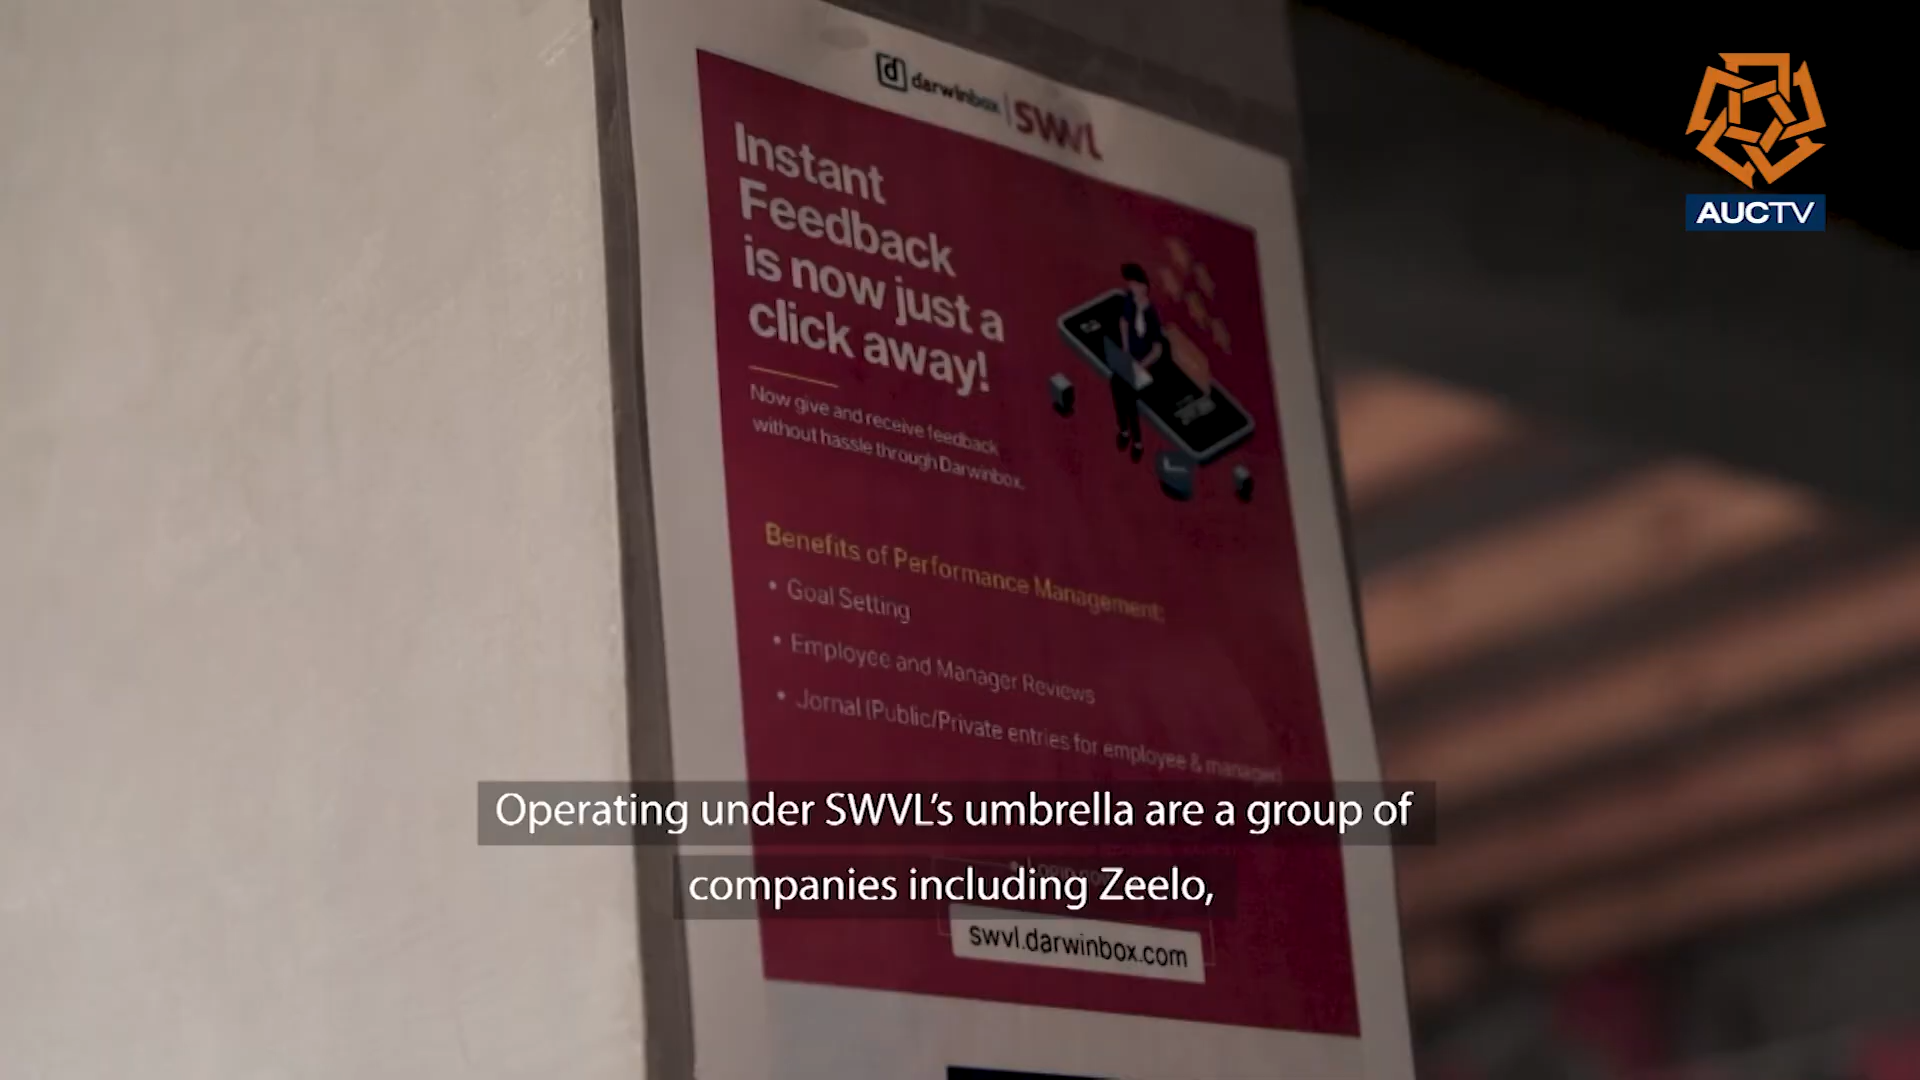 darwinbox | SWVL
AUCTV
Instant
Feedback
is now just a
click away!
Now give and receive feedback
without hassle through Darwinbox.
Benefits of Performance Management:
• Goal Setting
• Employee and Manager Reviews
• Jornal (Public/Private entries for employee & manager)
Operating under SWVL’s umbrella are a group of
companies including Zeelo,
swvl.darwinbox.com